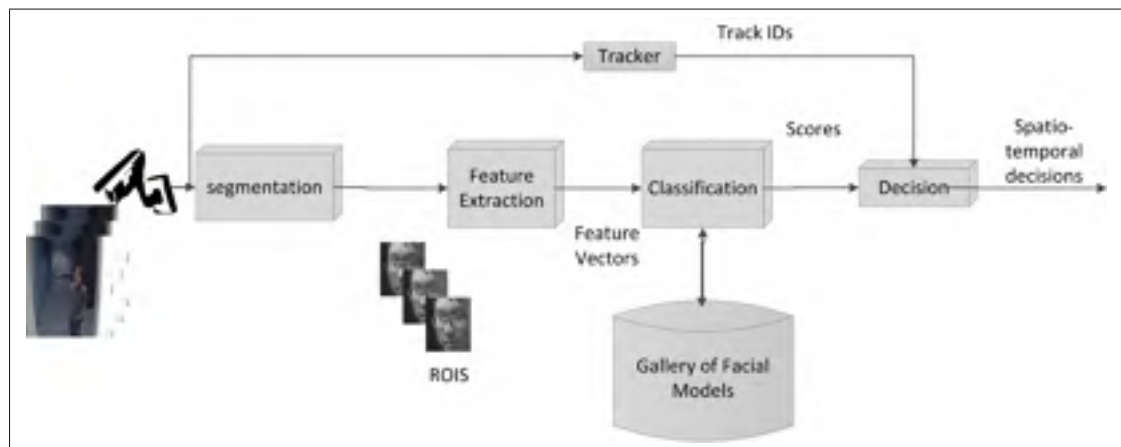 Track IDs
Tracker
Scores
Spatio-
temporal
decisions
segmentation
Feature
Extraction
Classification
Decision
Feature
Vectors
ROIS
Gallery of Facial
Models